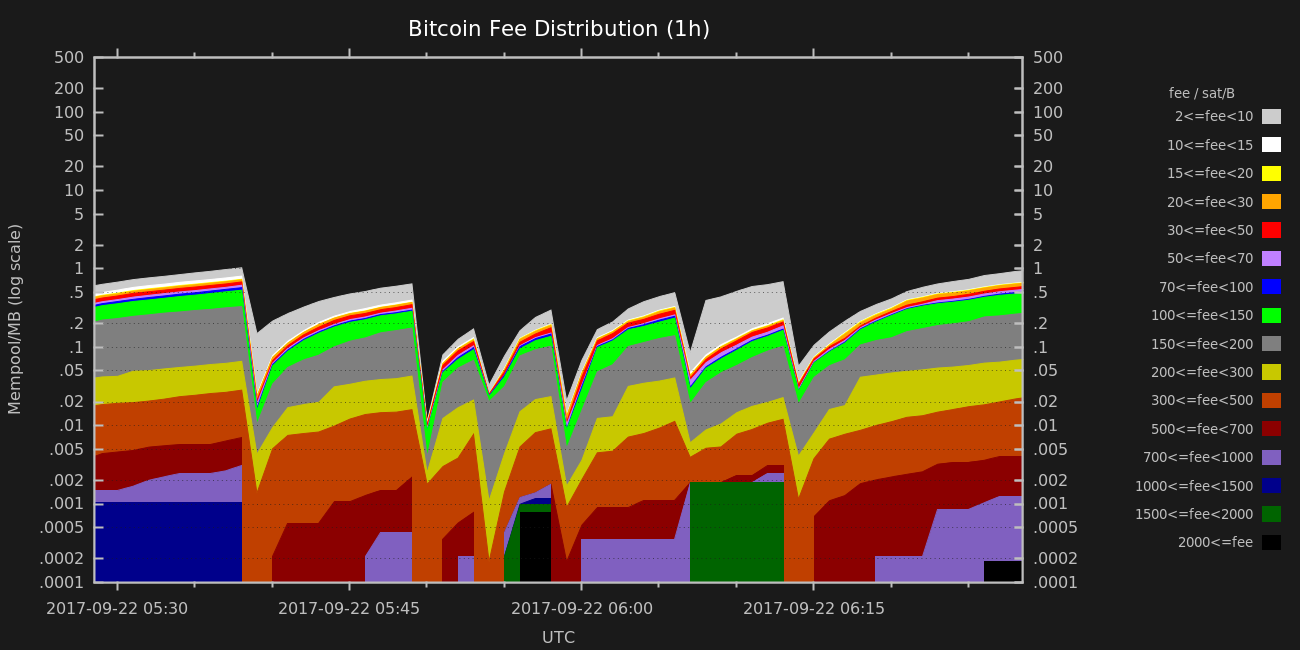 Bitcoin Fee Distribution (1h)
500 500
200 200
100 100
50 50
20 20
10 10
5 5
2 2
1 1
.5 .5
.2 .2
.1 .1
.05 .05
.02 .02
.01 .01
.005 .005
.002 .002
.001 .001
.0005 .0005
.0002 .0002
.0001 .0001
Mempool/MB (log scale)
2017-09-22 05:30 2017-09-22 05:45 2017-09-22 06:00 2017-09-22 06:15
UTC
fee / sat/B
2<=fee<10
10<=fee<15
15<=fee<20
20<=fee<30
30<=fee<50
50<=fee<70
70<=fee<100
100<=fee<150
150<=fee<200
200<=fee<300
300<=fee<500
500<=fee<700
700<=fee<1000
1000<=fee<1500
1500<=fee<2000
2000<=fee